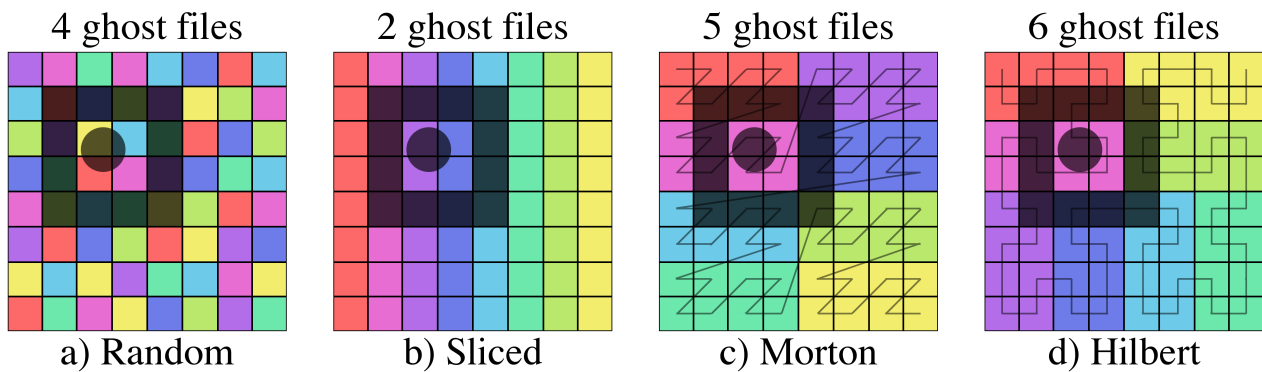 4 ghost files
2 ghost files
5 ghost files
6 ghost files
a) Random
b) Sliced
c) Morton
d) Hilbert